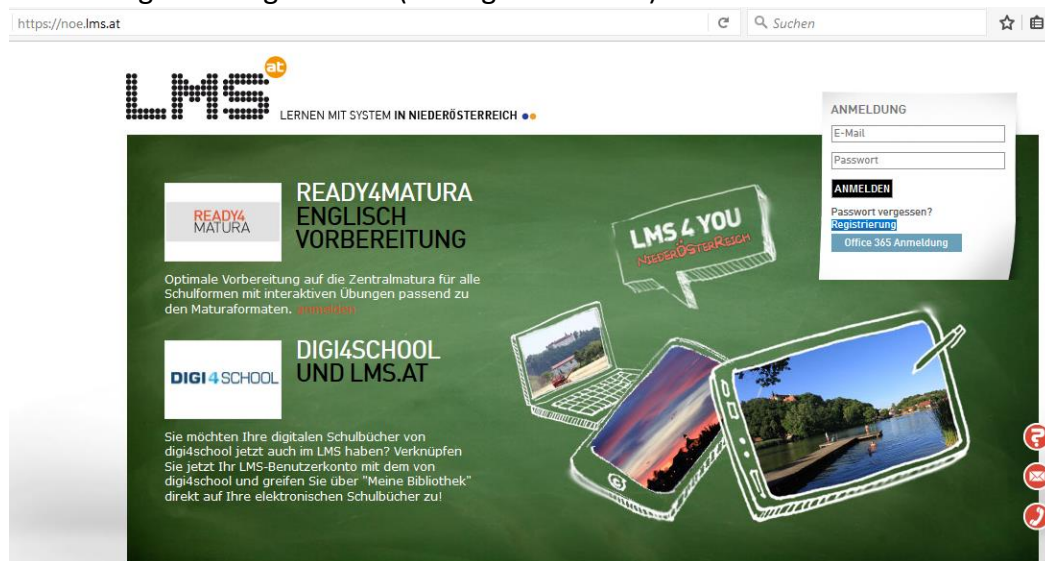 https://noe.lms.at
Suchen
LMS at
LERNEN MIT SYSTEM IN NIEDERÖSTERREICH
ANMELDUNG
E-Mail
Passwort
ANMELDEN
Passwort vergessen?
Registrierung
Office 365 Anmeldung
READY4
MATURA
READY4MATURA
ENGLISCH
VORBEREITUNG
Optimale Vorbereitung auf die Zentralmatura für alle
Schulformen mit interaktiven Übungen passend zu
den Maturaformaten. anmelden
LMS 4 YOU
NIEDERÖSTERREICH
DIGI4SCHOOL
DIGI4SCHOOL
UND LMS.AT
Sie möchten Ihre digitalen Schulbücher von
digi4school jetzt auch im LMS haben? Verknüpfen
Sie jetzt Ihr LMS-Benutzerkonto mit dem von
digi4school und greifen Sie über "Meine Bibliothek"
direkt auf Ihre elektronischen Schulbücher zu!